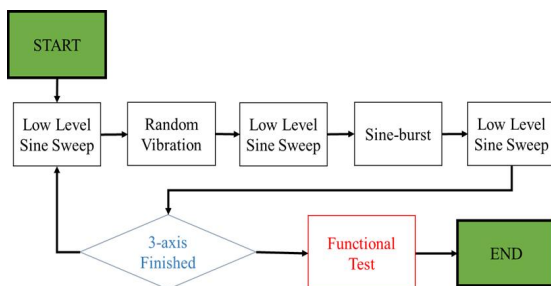 START
Low Level
Sine Sweep
Random
Vibration
Low Level
Sine Sweep
Sine-burst
Low Level
Sine Sweep
3-axis
Finished
Functional
Test
END